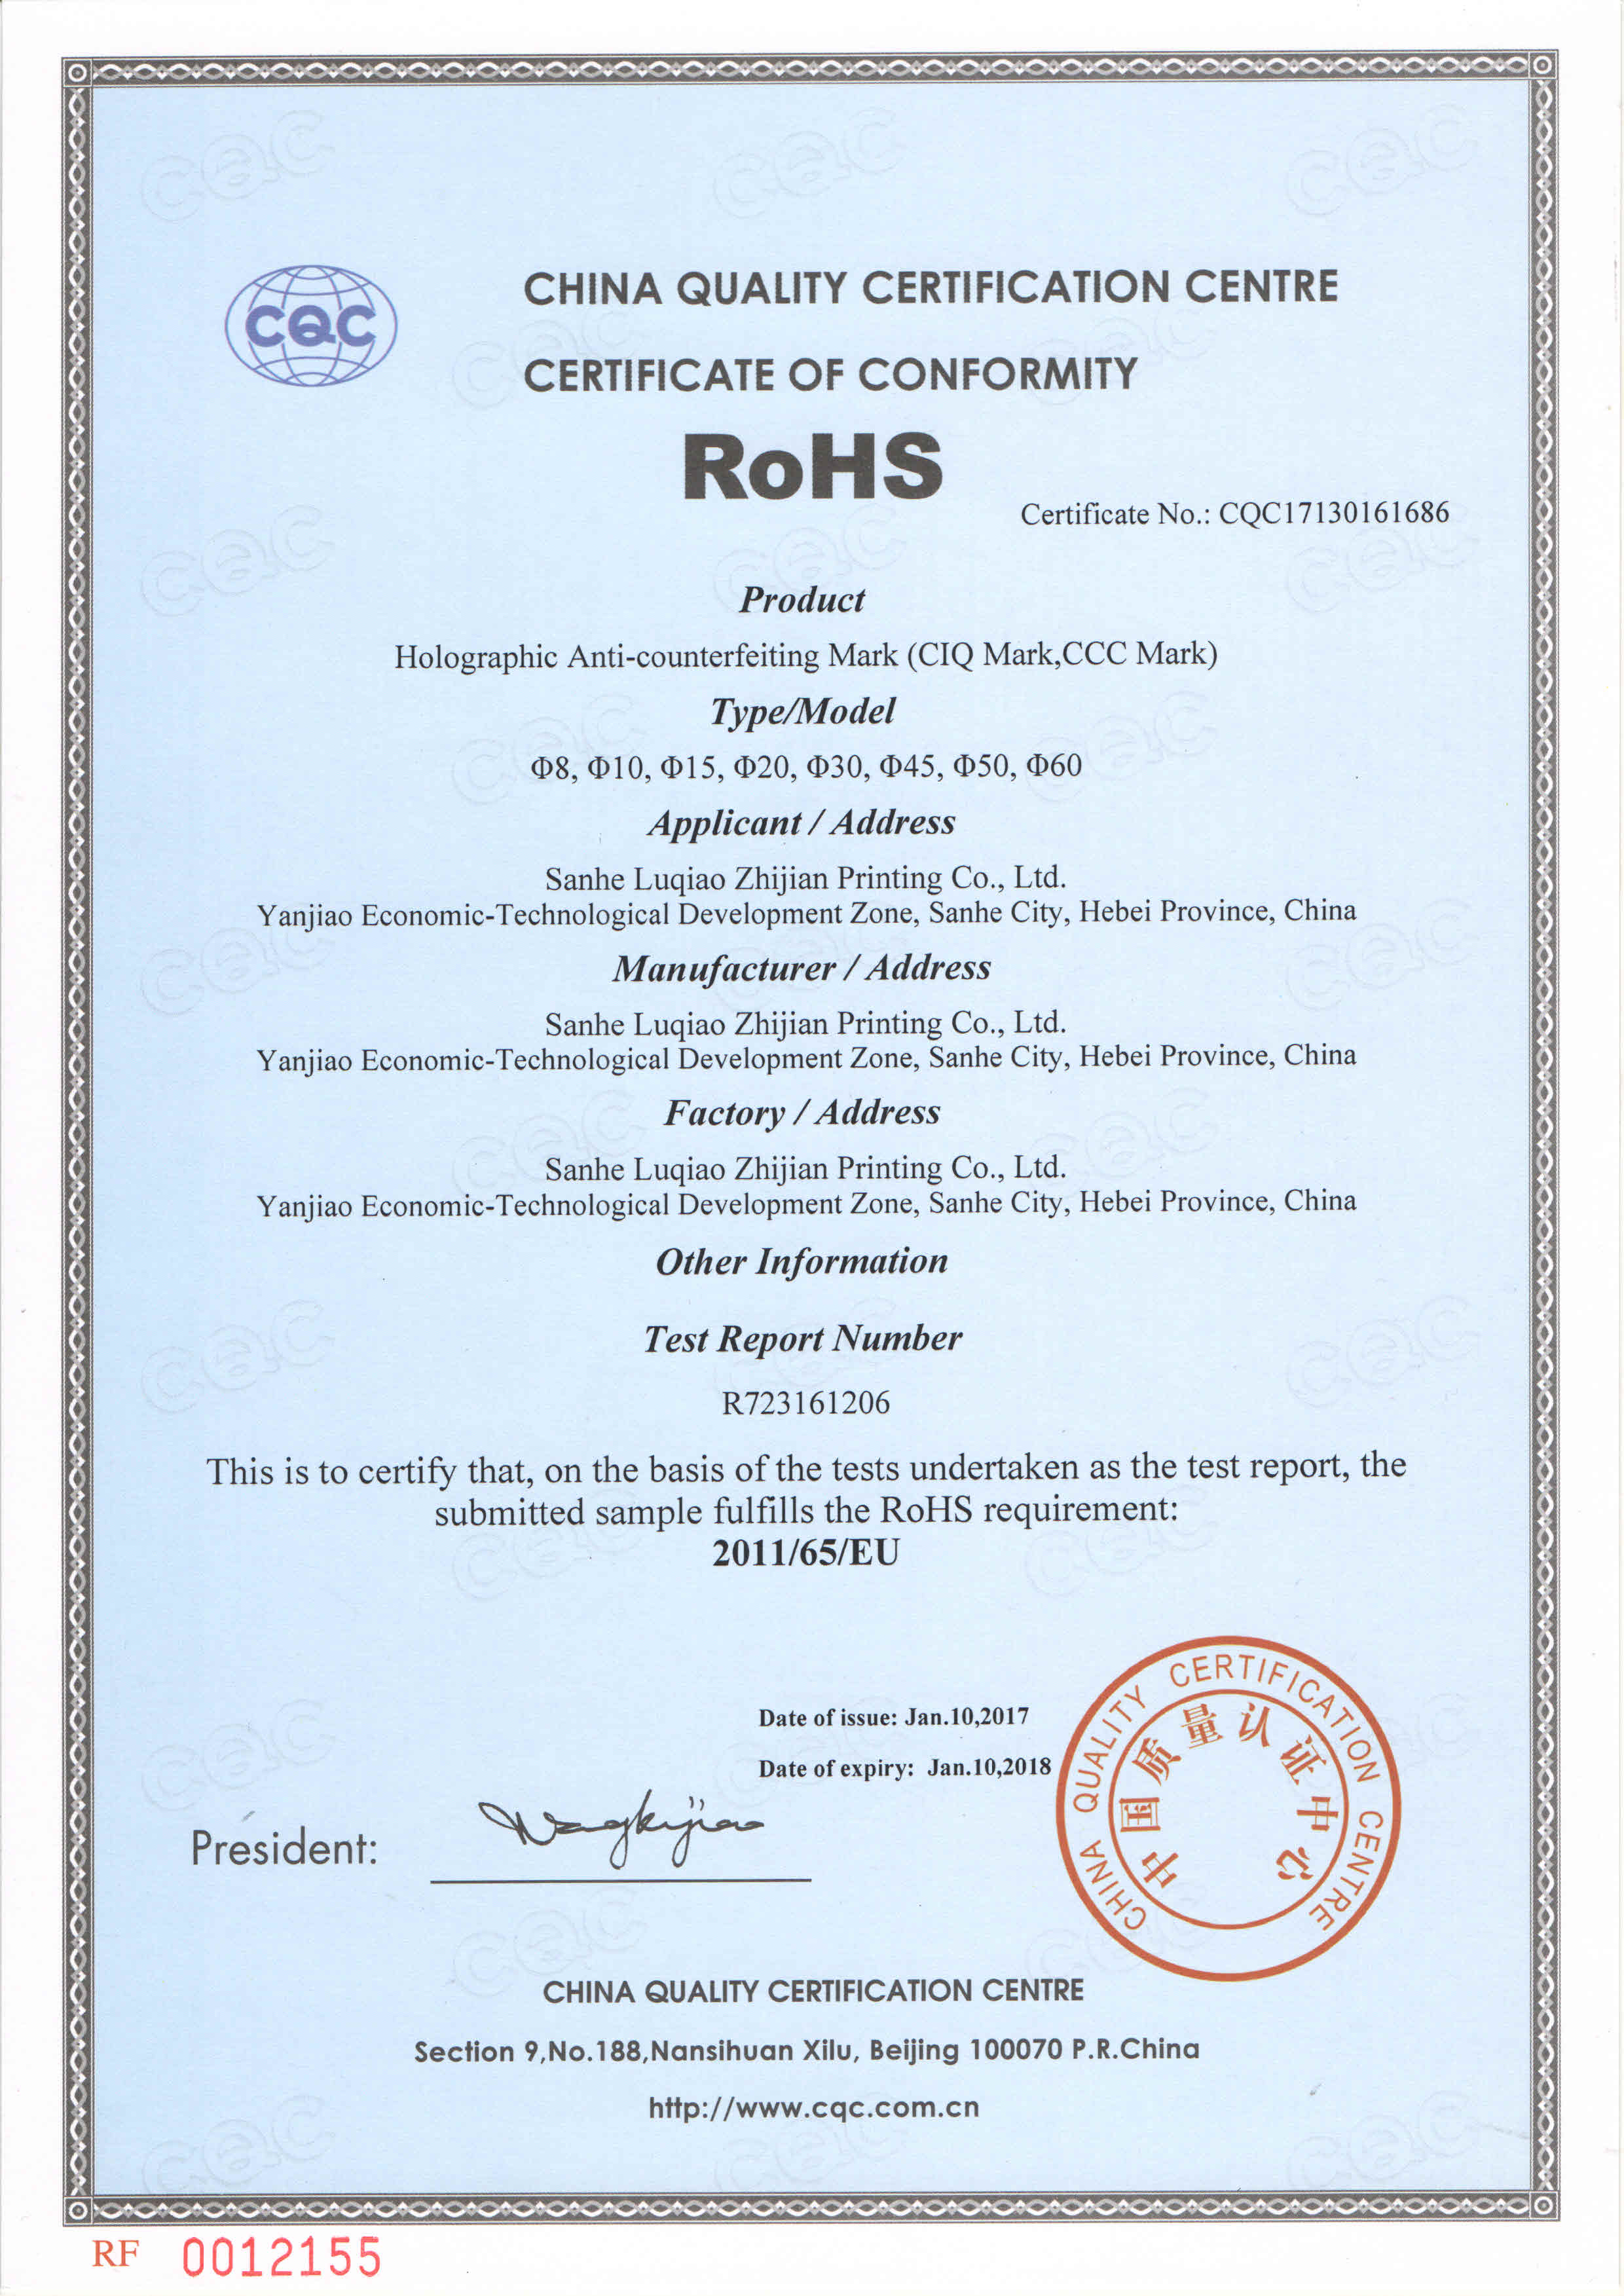 CQC
CHINA QUALITY CERTIFICATION CENTRE
CERTIFICATE OF CONFORMITY
RoHS
Certificate No.: CQC17130161686
Product
Holographic Anti-counterfeiting Mark (CIQ Mark,CCC Mark)
Type/Model
Φ8, Φ10, Φ15, Φ20, Φ30, Φ45, Φ50, Φ60
Applicant / Address
Sanhe Luqiao Zhijian Printing Co., Ltd.
Yanjiao Economic-Technological Development Zone, Sanhe City, Hebei Province, China
Manufacturer / Address
Sanhe Luqiao Zhijian Printing Co., Ltd.
Yanjiao Economic-Technological Development Zone, Sanhe City, Hebei Province, China
Factory / Address
Sanhe Luqiao Zhijian Printing Co., Ltd.
Yanjiao Economic-Technological Development Zone, Sanhe City, Hebei Province, China
Other Information
Test Report Number
R723161206
This is to certify that, on the basis of the tests undertaken as the test report, the
submitted sample fulfills the RoHS requirement:
2011/65/EU
Date of issue: Jan.10,2017
Date of expiry: Jan.10,2018
President:
CHINA QUALITY CERTIFICATION CENTRE
中国质量认证中心
CHINA QUALITY CERTIFICATION CENTRE
Section 9,No.188,Nansihuan Xilu, Beijing 100070 P.R.China
http://www.cqc.com.cn
RF 0012155